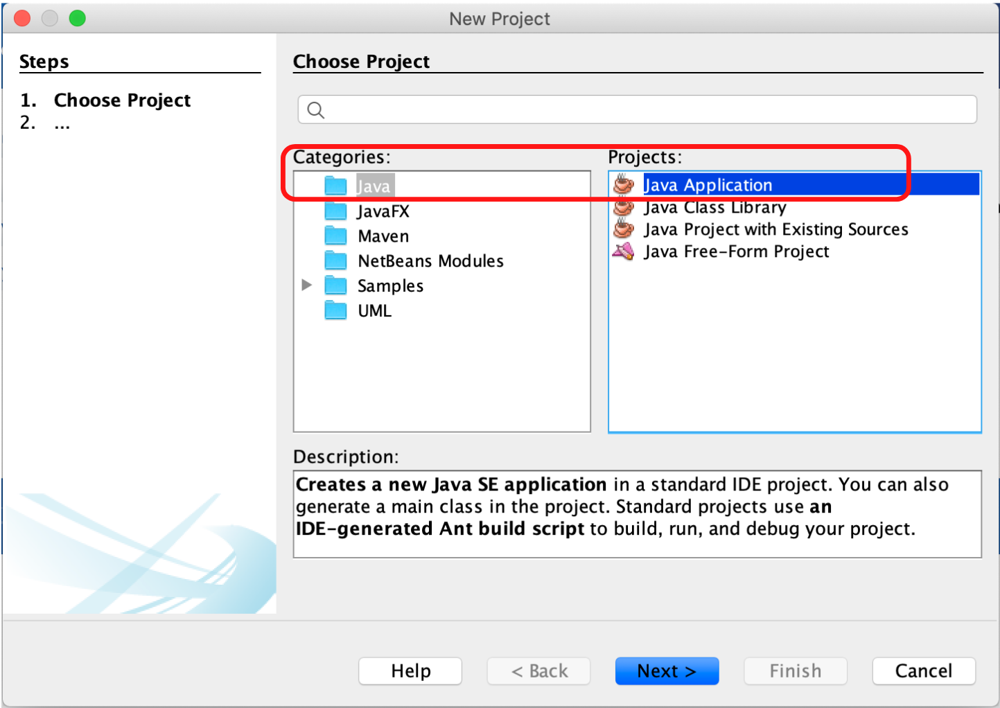 New Project
Steps
1. Choose Project
2. ...
Choose Project
Categories:
Java
JavaFX
Maven
NetBeans Modules
Samples
UML
Projects:
Java Application
Java Class Library
Java Project with Existing Sources
Java Free-Form Project
Description:
Creates a new Java SE application in a standard IDE project. You can also
generate a main class in the project. Standard projects use an
IDE-generated Ant build script to build, run, and debug your project.
Help < Back Next > Finish Cancel